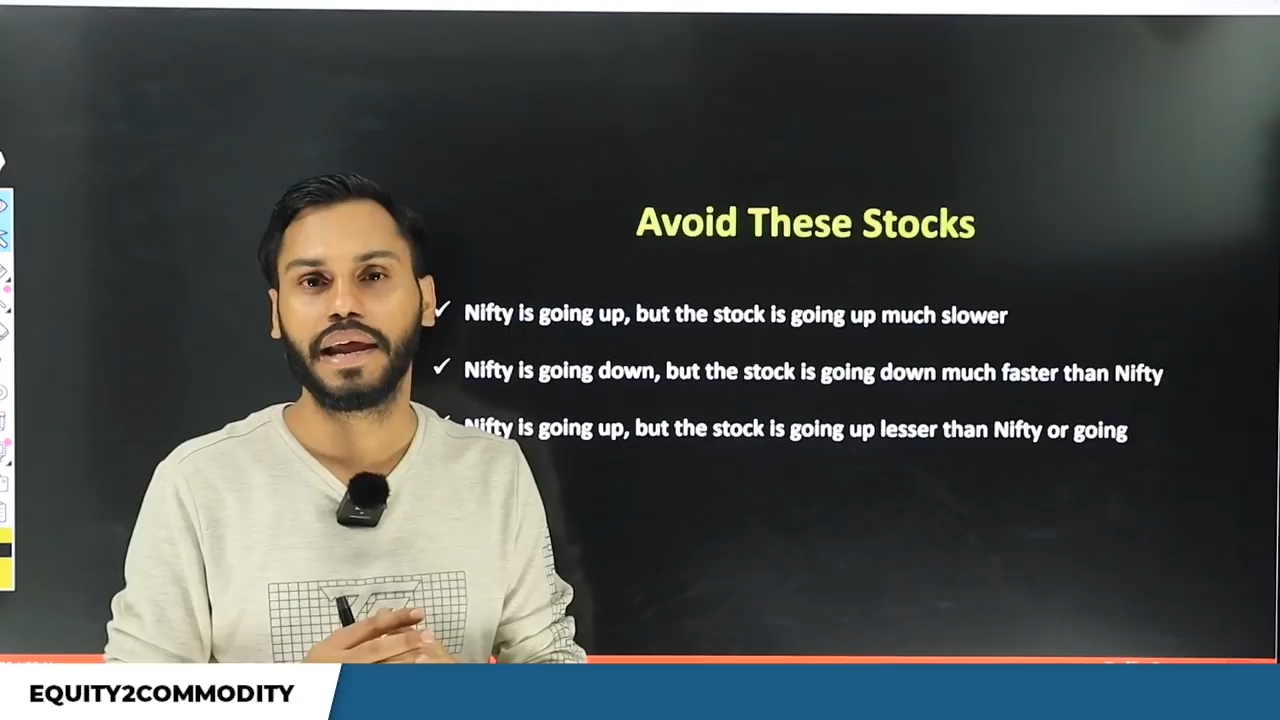 Avoid These Stocks
✓ Nifty is going up, but the stock is going up much slower
✓ Nifty is going down, but the stock is going down much faster than Nifty
Nifty is going up, but the stock is going up lesser than Nifty or going
EQUITY2COMMODITY